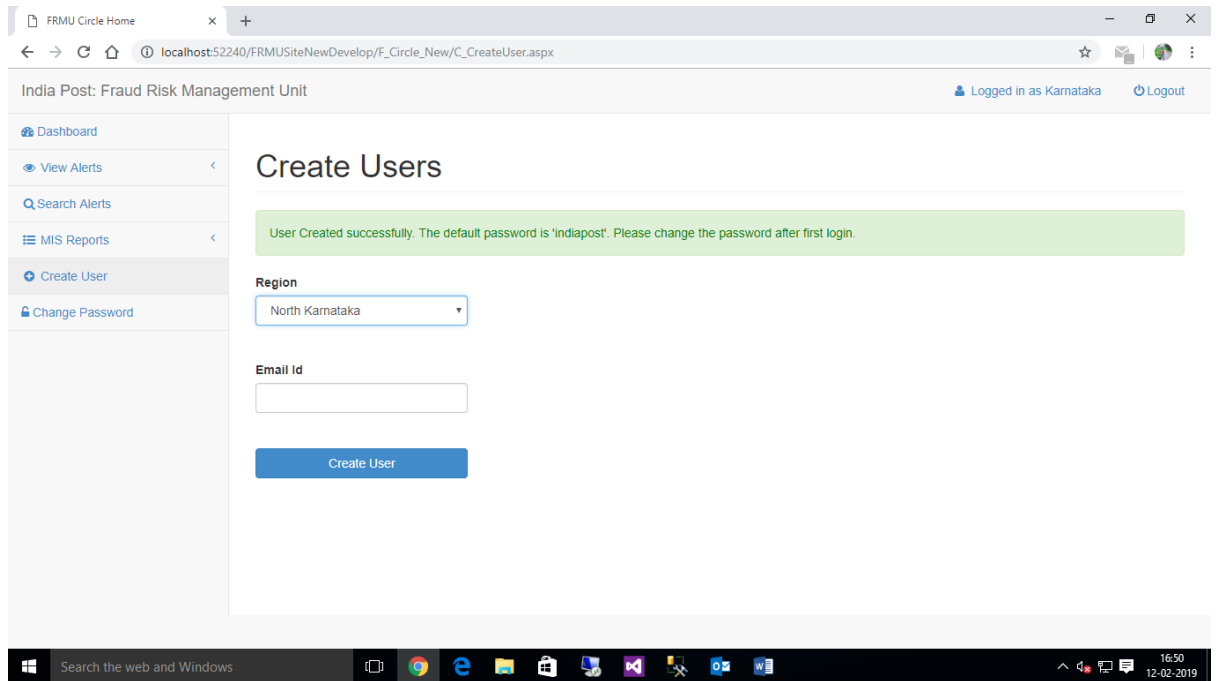 FRMU Circle Home
localhost:52240/FRMUSiteNewDevelop/F_Circle_New/C_CreateUser.aspx
India Post: Fraud Risk Management Unit
Logged in as Karnataka
Logout
Dashboard
View Alerts
Search Alerts
MIS Reports
Create User
Change Password
Create Users
User Created successfully. The default password is 'indiapost'. Please change the password after first login.
Region
North Karnataka
Email Id
Create User
Search the web and Windows
16:50
12-02-2019